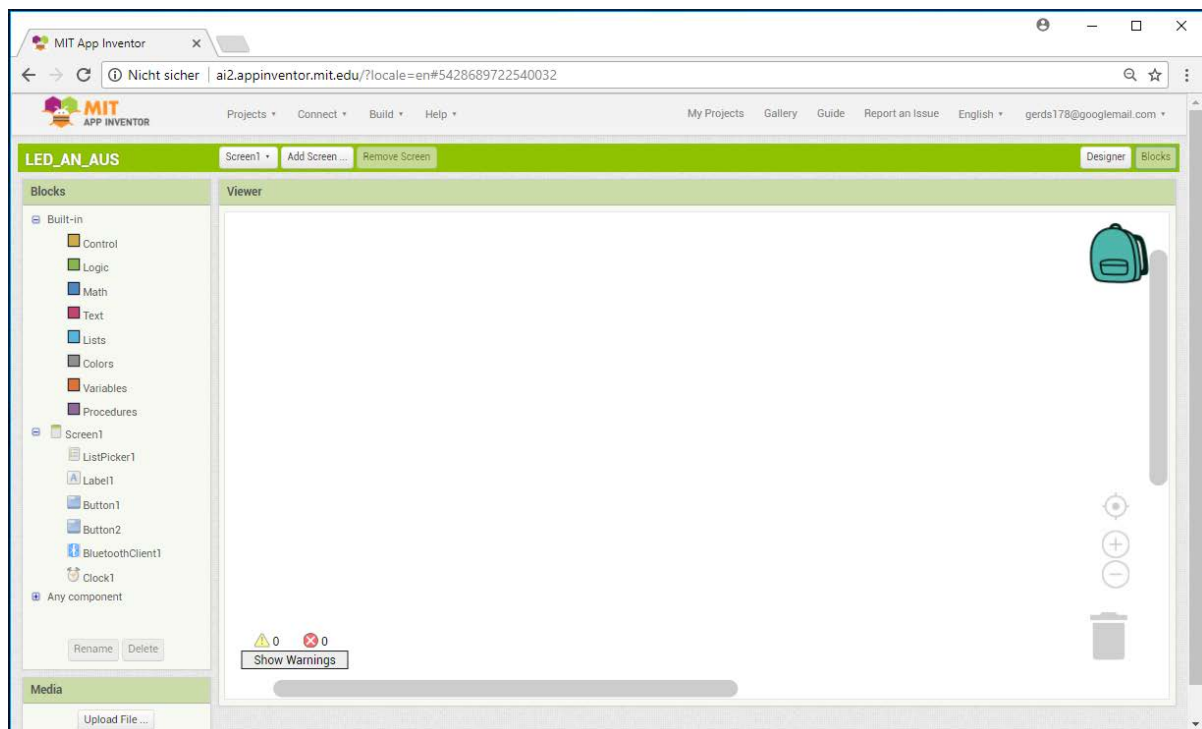 MIT App Inventor
Nicht sicher ai2.appinventor.mit.edu/?locale=en#5428689722540032
MIT
APP INVENTOR
Projects Connect Build Help My Projects Gallery Guide Report an Issue English gerds178@googlemail.com
LED_AN_AUS Screen1 Add Screen ... Remove Screen Designer Blocks
Blocks Viewer
Built-in
Control
Logic
Math
Text
Lists
Colors
Variables
Procedures
Screen1
ListPicker1
A Label1
Button1
Button2
BluetoothClient1
Clock1
Any component
Rename Delete
0 0
Show Warnings
Media
Upload File ...